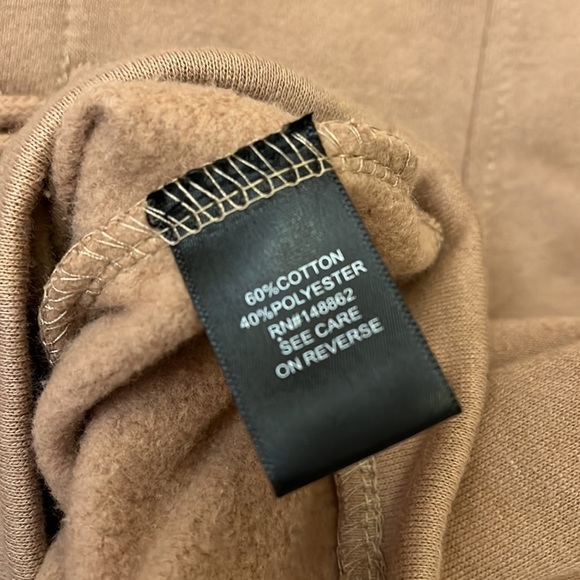 60%COTTON
40%POLYESTER
RN#148862
SEE CARE
ON REVERSE